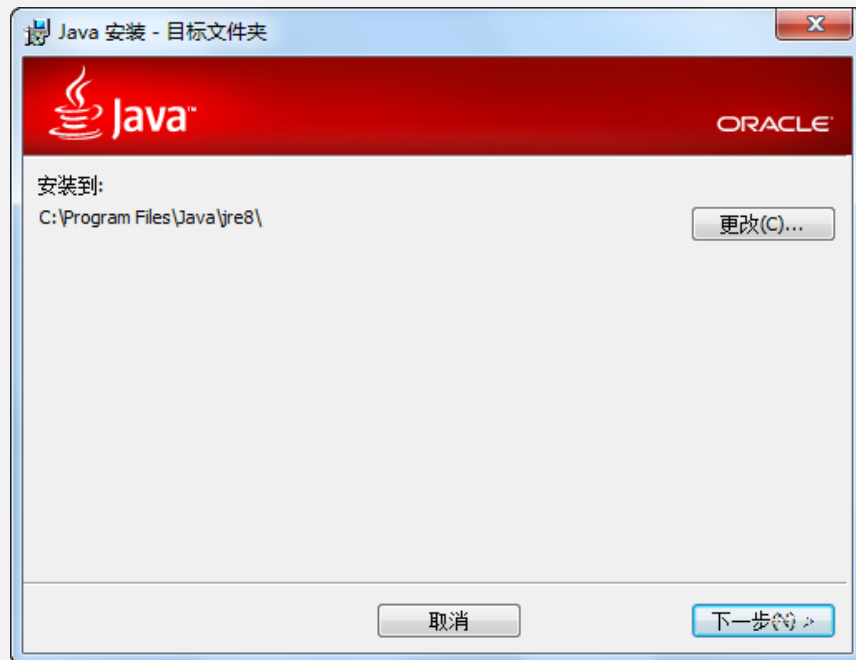 Java 安装 - 目标文件夹
Java™
ORACLE
安装到:
C:\Program Files\Java\jre8\
更改(C)...
取消
下一步(N) >